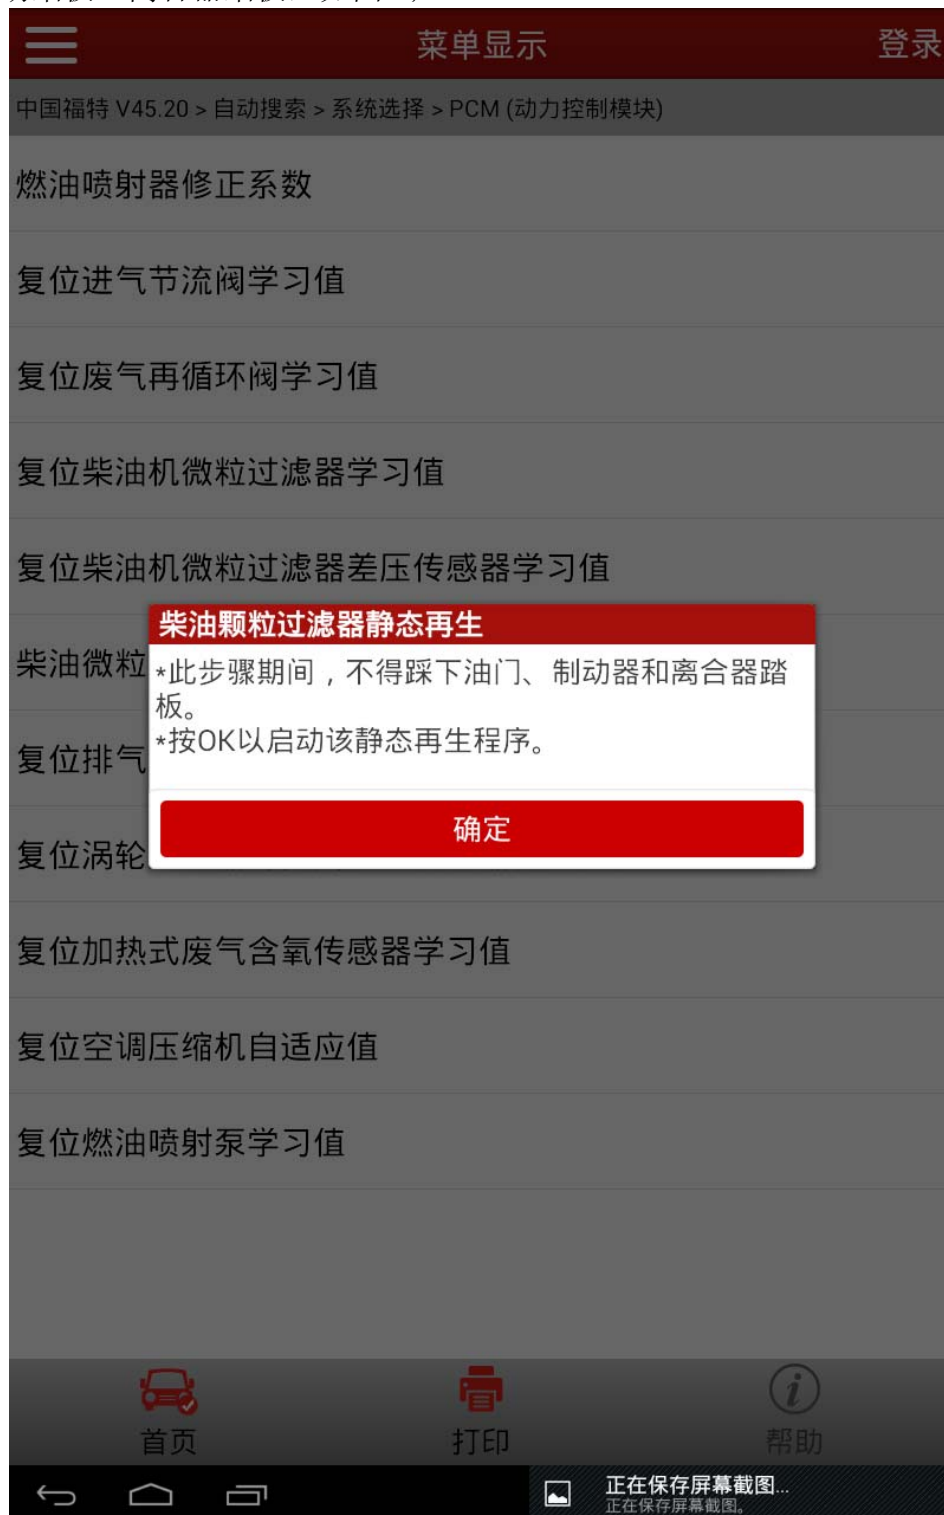 菜单显示
登录
中国福特 V45.20 > 自动搜索 > 系统选择 > PCM (动力控制模块)
燃油喷射器修正系数
复位进气节流阀学习值
复位废气再循环阀学习值
复位柴油机微粒过滤器学习值
复位柴油机微粒过滤器差压传感器学习值
柴油颗粒过滤器静态再生
柴油微粒
*此步骤期间，不得踩下油门、制动器和离合器踏
板。
*按OK以启动该静态再生程序。
复位排气
确定
复位涡轮
复位加热式废气含氧传感器学习值
复位空调压缩机自适应值
复位燃油喷射泵学习值
首页
打印
帮助
正在保存屏幕截图...
正在保存屏幕截图。